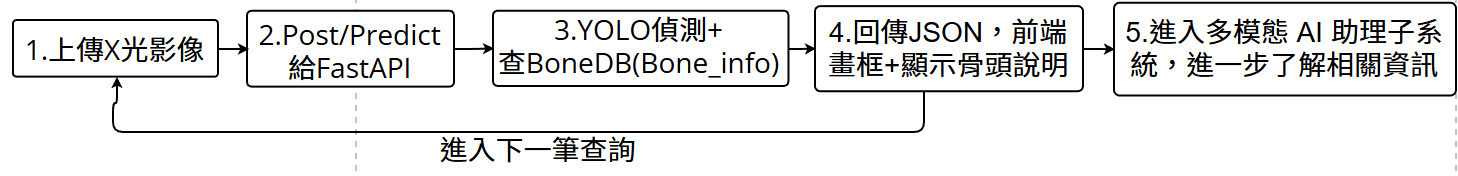 1.上傳X光影像
2.Post/Predict
給FastAPI
3.YOLO偵測+
查BoneDB(Bone_info)
4.回傳JSON，前端
畫框+顯示骨頭說明
5.進入多模態 AI 助理子系
統，進一步了解相關資訊
進入下一筆查詢